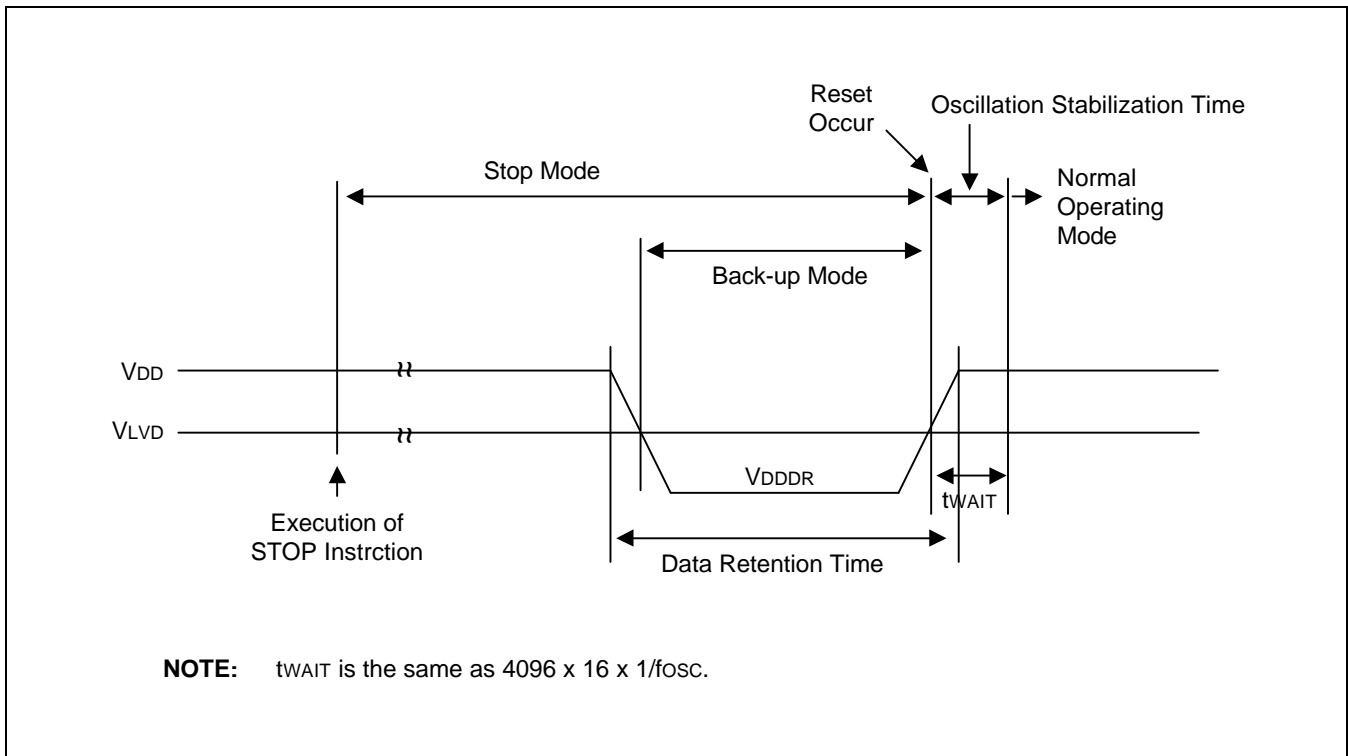 Reset
Occur
Oscillation Stabilization Time
Stop Mode
Normal
Operating
Mode
Back-up Mode
VDD
VLVD
VDDDR
tWAIT
Execution of
STOP Instrction
Data Retention Time
NOTE: tWAIT is the same as 4096 x 16 x 1/fOSC.